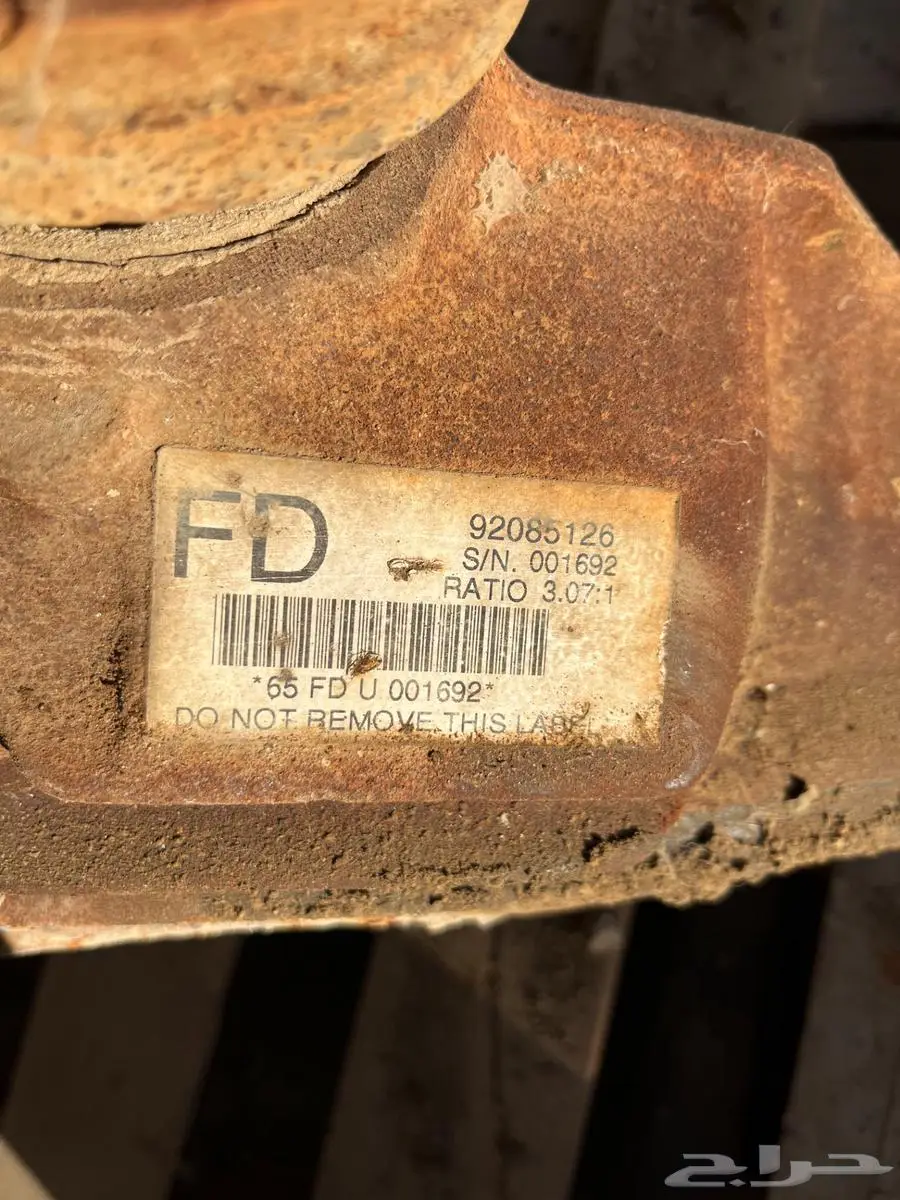 FD
92085126
S/N. 001692
RATIO 3.07:1
*65 FD U 001692*
DO NOT REMOVE THIS LABEL
حراج